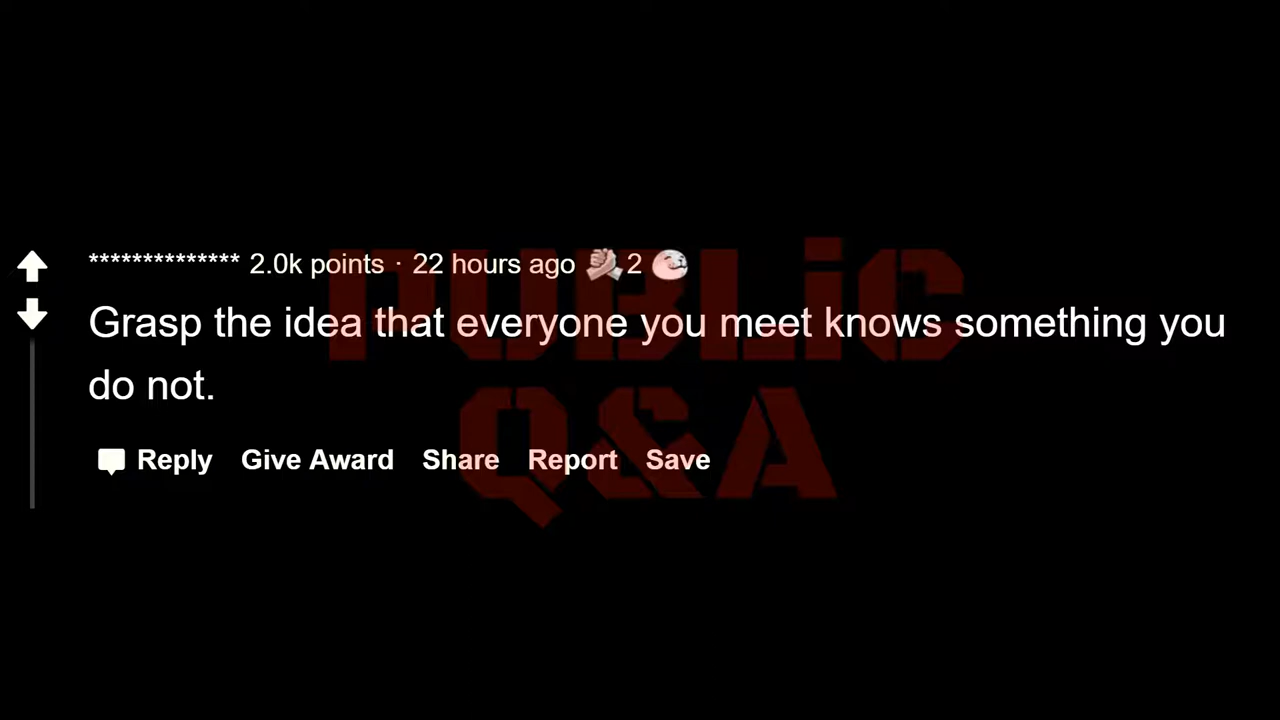 ************** 2.0k points · 22 hours ago 2
Grasp the idea that everyone you meet knows something you
do not.
Reply Give Award Share Report Save
PUBLiC
Q&A